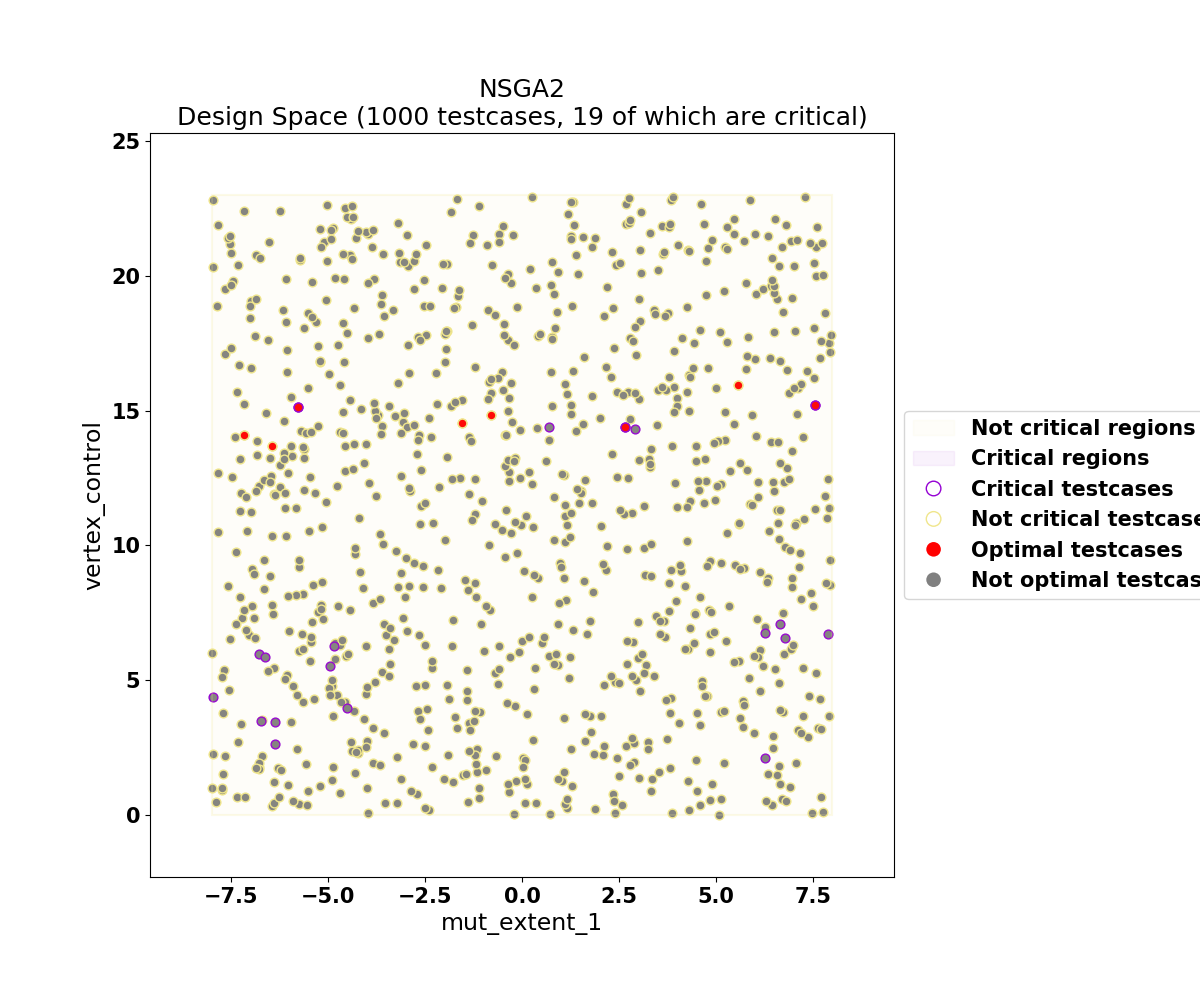 NSGA2
Design Space (1000 testcases, 19 of which are critical)
25
20
15
10
5
0
vertex_control
−7.5
−5.0
−2.5
0.0
2.5
5.0
7.5
mut_extent_1
Not critical regions
Critical regions
Critical testcases
Not critical testcase
Optimal testcases
Not optimal testcas